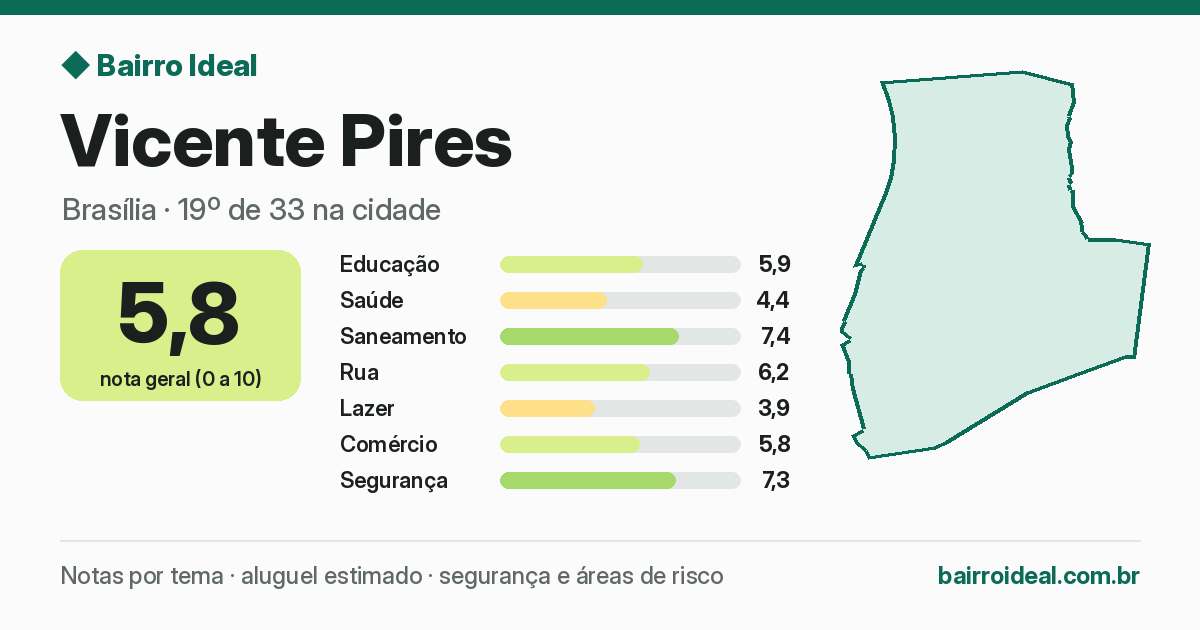 Bairro Ideal
Vicente Pires
Brasília · 19º de 33 na cidade
5,8
nota geral (0 a 10)
Educação 5,9
Saúde 4,4
Saneamento 7,4
Rua 6,2
Lazer 3,9
Comércio 5,8
Segurança 7,3
Notas por tema · aluguel estimado · segurança e áreas de risco
bairroideal.com.br